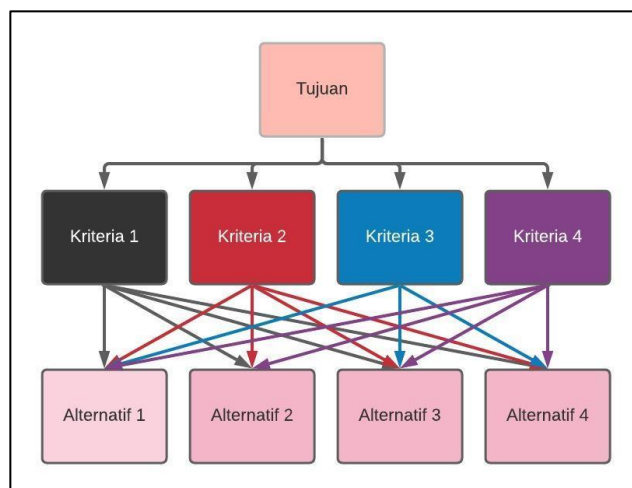 Tujuan
Kriteria 1
Kriteria 2
Kriteria 3
Kriteria 4
Alternatif 1
Alternatif 2
Alternatif 3
Alternatif 4